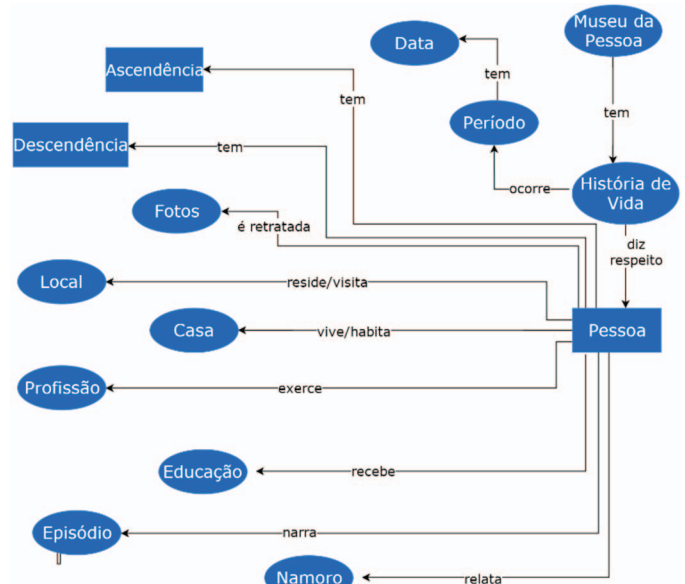 Museu da
Pessoa
Data
Ascendência
tem
tem
tem
Período
Descendência
tem
ocorre
História de
Vida
Fotos
é retratada
diz
respeito
Local
reside/visita
Casa
vive/habita
Pessoa
Profissão
exerce
Educação
recebe
Episódio
narra
Namoro
relata